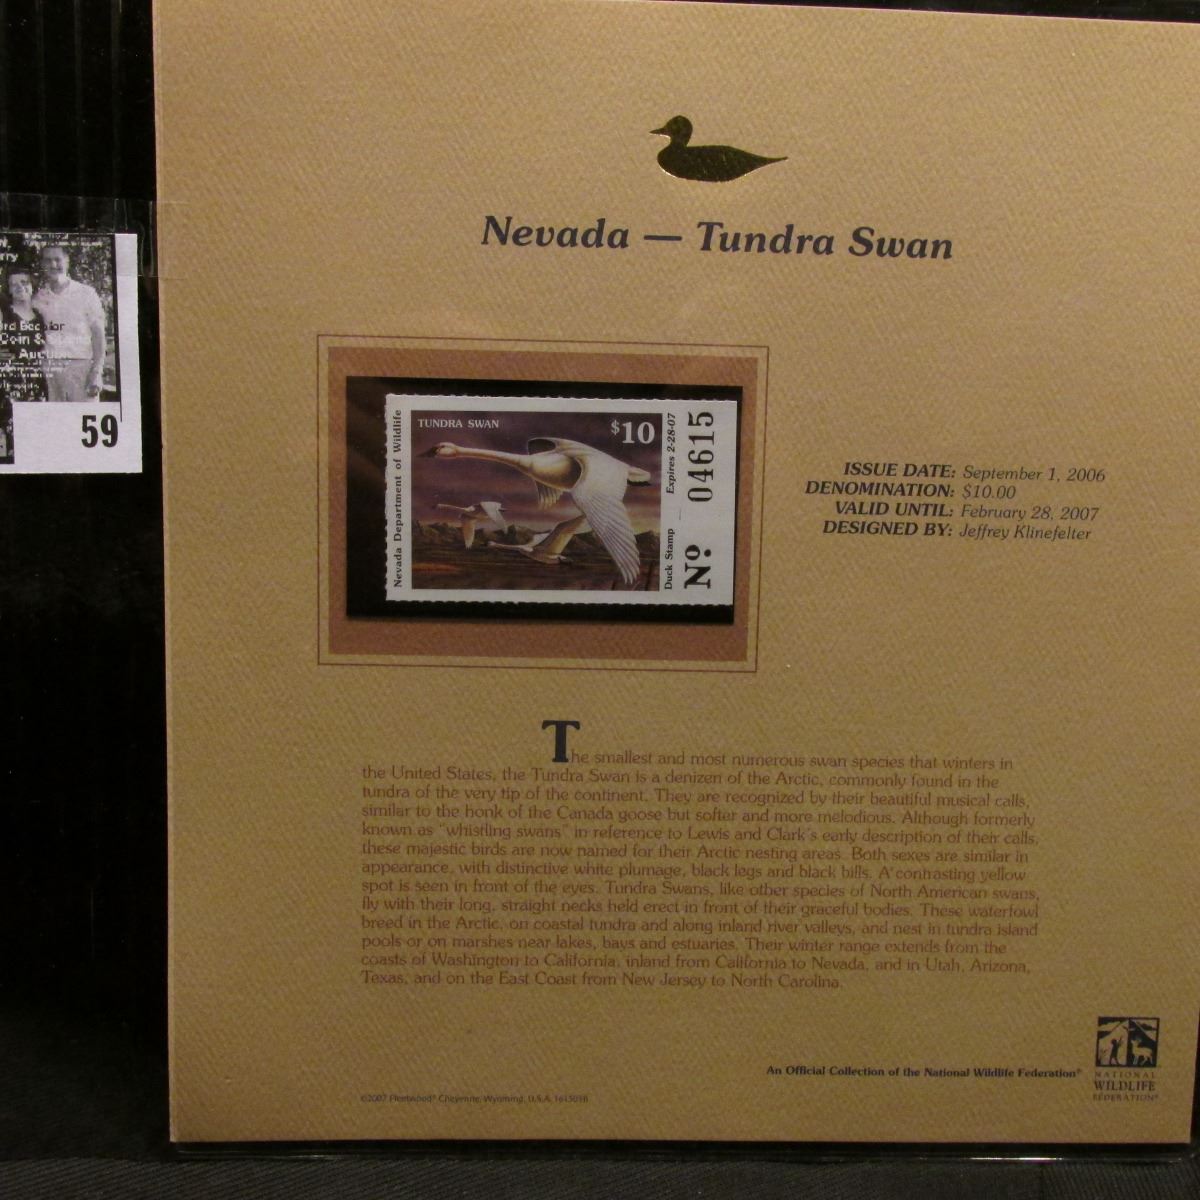 Nevada — Tundra Swan
Nevada Department of Wildlife
TUNDRA SWAN
$10
Duck Stamp Expires 2-28-07
Nº 04615
ISSUE DATE: September 1, 2006
DENOMINATION: $10.00
VALID UNTIL: February 28, 2007
DESIGNED BY: Jeffrey Klinefelter
59
Coin &
Auction
The smallest and most numerous swan species that winters in
the United States, the Tundra Swan is a denizen of the Arctic, commonly found in the
tundra of the very tip of the continent. They are recognized by their beautiful musical calls,
similar to the honk of the Canada goose but softer and more melodious. Although formerly
known as "whistling swans" in reference to Lewis and Clark's early description of their calls,
these majestic birds are now named for their Arctic nesting areas. Both sexes are similar in
appearance, with distinctive white plumage, black legs and black bills. A contrasting yellow
spot is seen in front of the eyes. Tundra Swans, like other species of North American swans,
fly with their long, straight necks held erect in front of their graceful bodies. These waterfowl
breed in the Arctic, on coastal tundra and along inland river valleys, and nest in tundra island
pools or on marshes near lakes, bays and estuaries. Their winter range extends from the
coasts of Washington to California, inland from California to Nevada, and in Utah, Arizona,
Texas, and on the East Coast from New Jersey to North Carolina.
An Official Collection of the National Wildlife Federation®
NATIONAL
WILDLIFE
FEDERATION®
©2007 Fleetwood® Cheyenne, Wyoming, U.S.A.